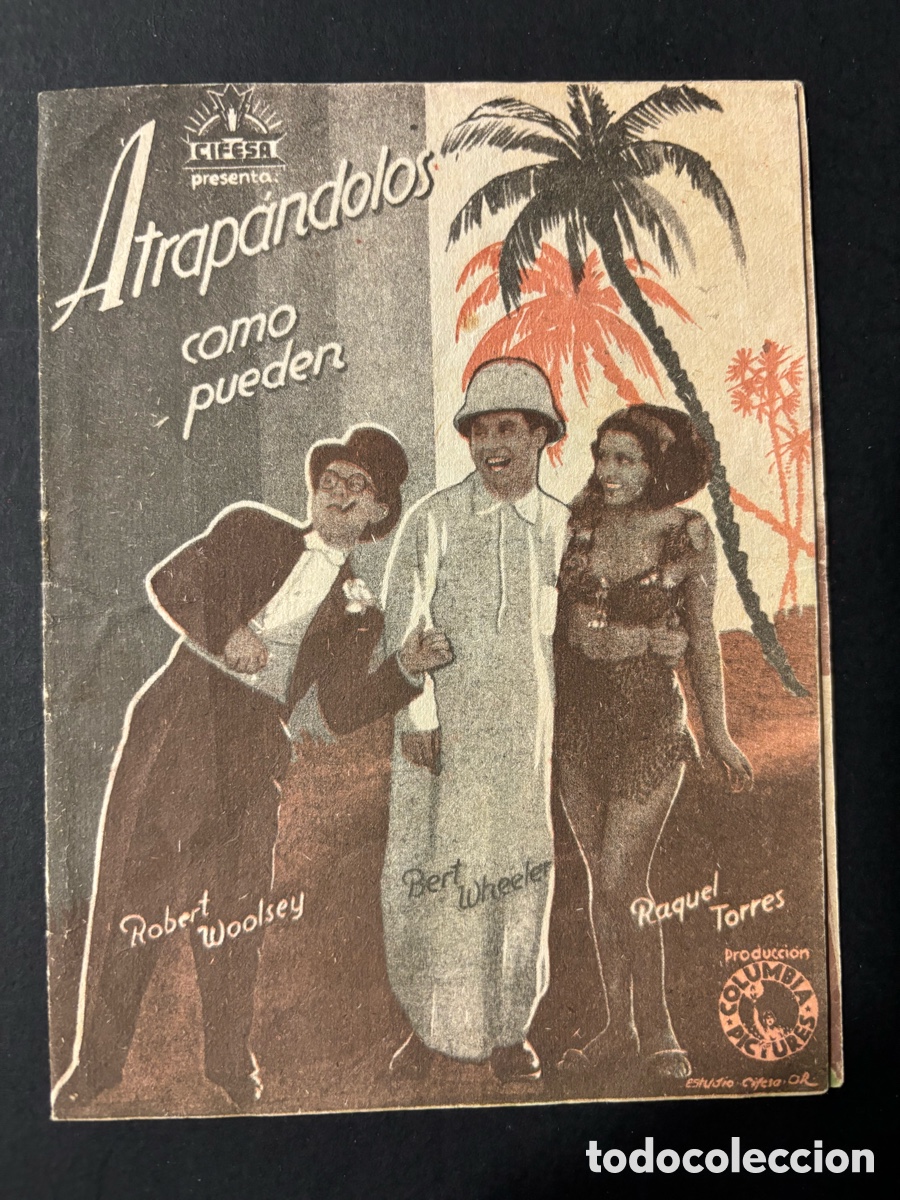 CIFESA
presenta:
Atrapándolos
como
pueden
Robert
Woolsey
Bert
Wheeler
Raquel
Torres
Producción
COLUMBIA
PICTURES
ESTUDIO · Cifesa · OR
todocoleccion